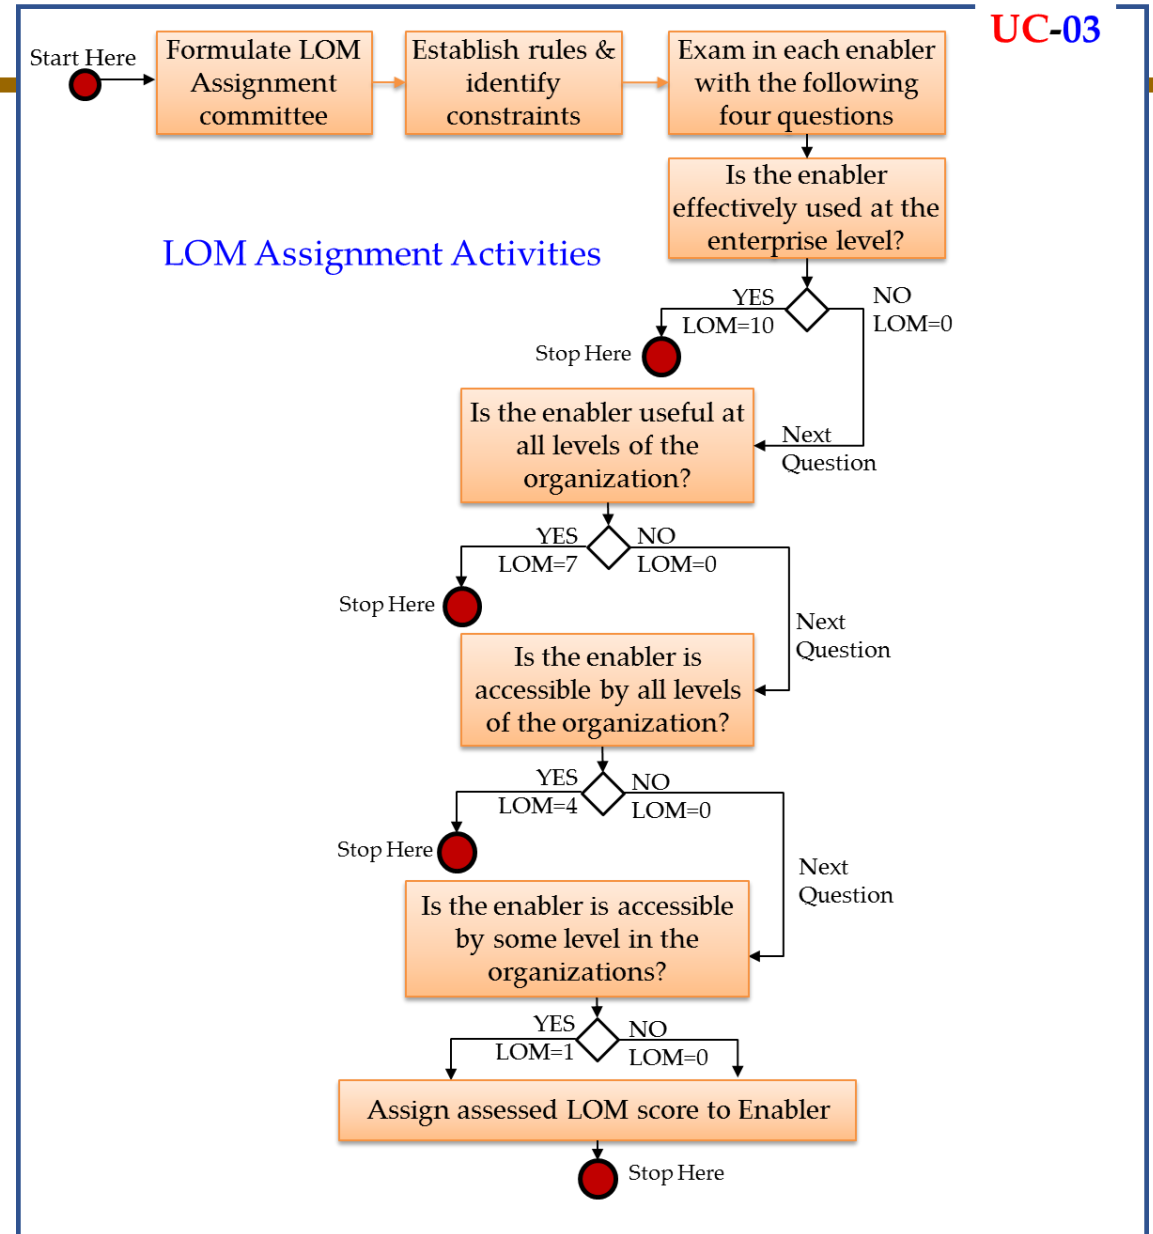 UC-03
Start Here
Formulate LOM
Assignment
committee
Establish rules &
identify
constraints
Exam in each enabler
with the following
four questions
Is the enabler
effectively used at the
enterprise level?
LOM Assignment Activities
YES
LOM=10
NO
LOM=0
Stop Here
Is the enabler useful at
all levels of the
organization?
Next
Question
YES
LOM=7
NO
LOM=0
Stop Here
Next
Question
Is the enabler is
accessible by all levels
of the organization?
YES
LOM=4
NO
LOM=0
Stop Here
Next
Question
Is the enabler is accessible
by some level in the
organizations?
YES
LOM=1
NO
LOM=0
Assign assessed LOM score to Enabler
Stop Here